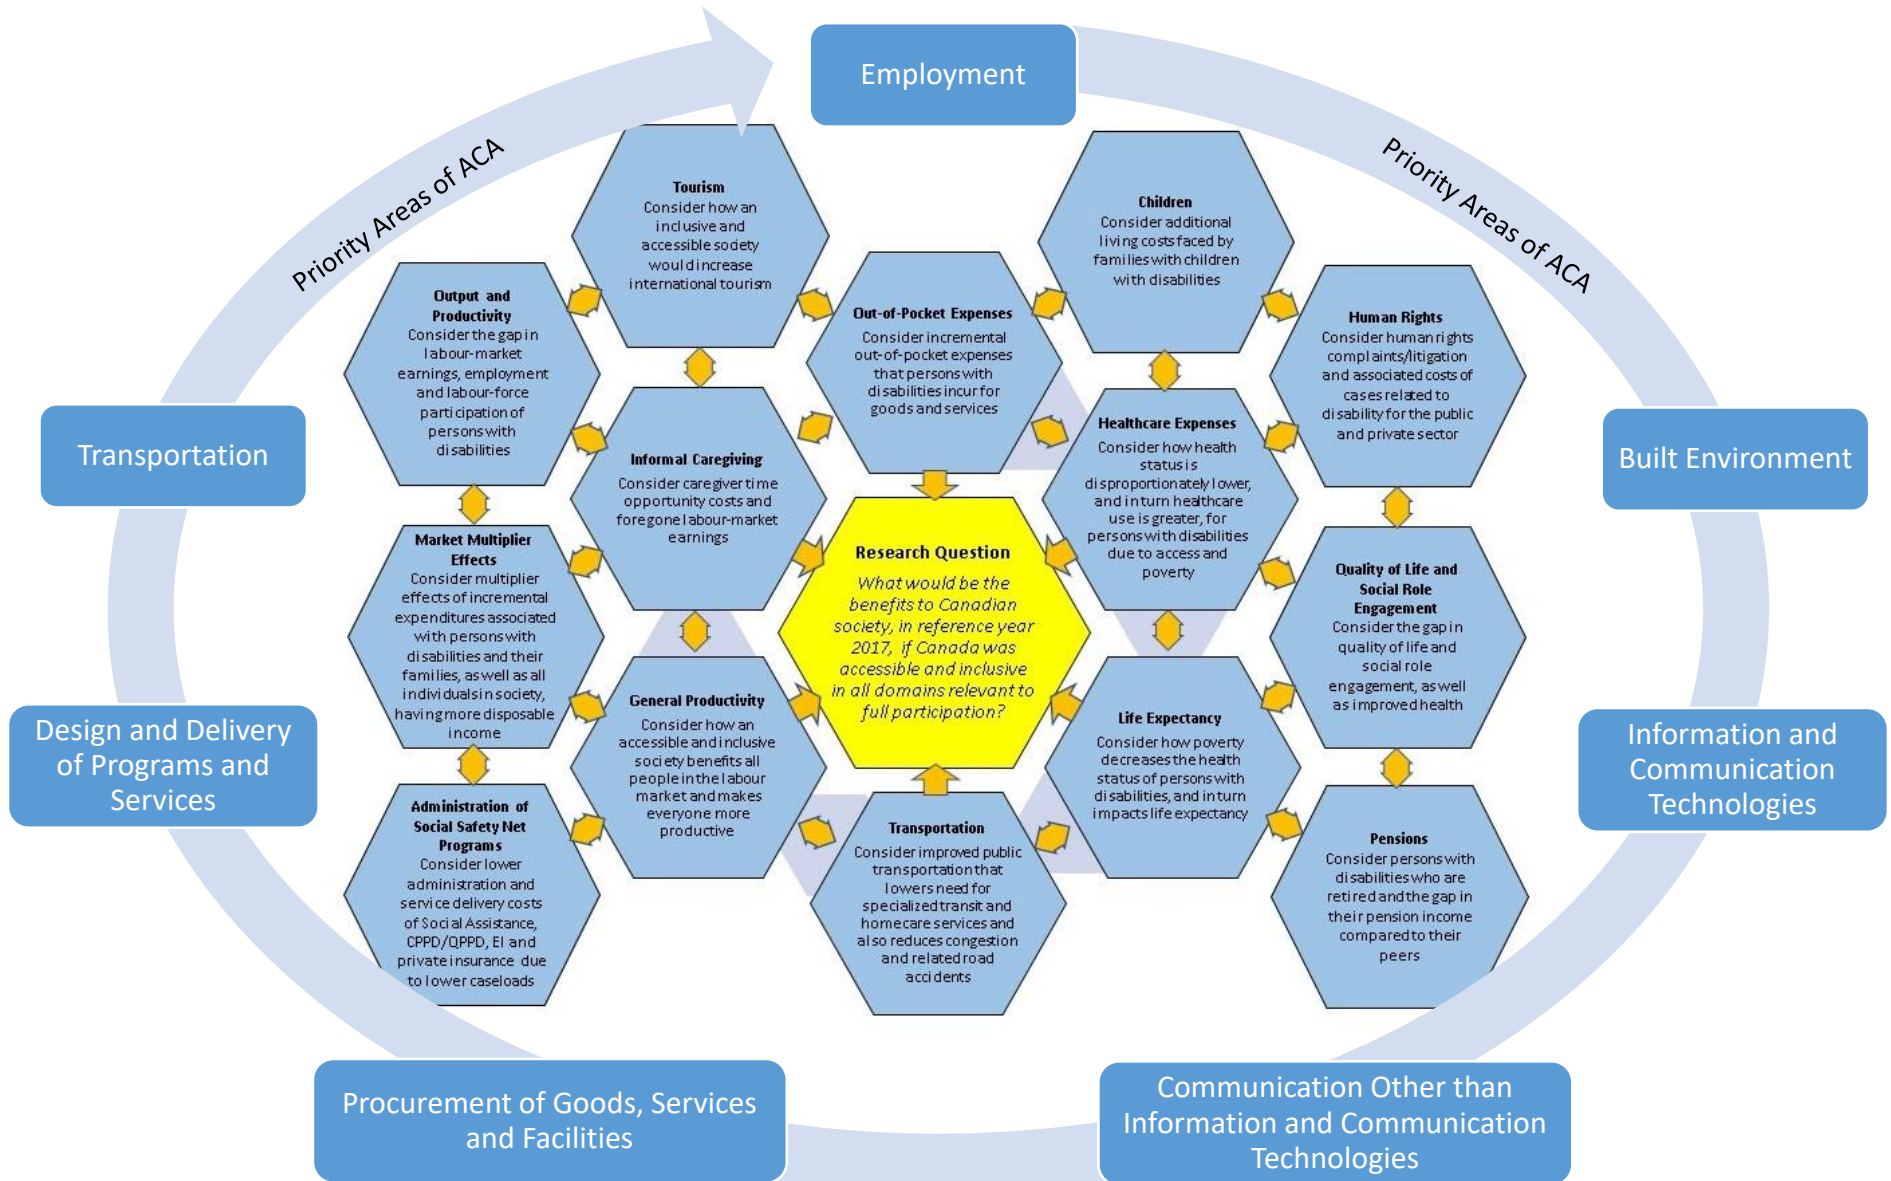 Employment
Priority Areas of ACA
Priority Areas of ACA
Tourism
Consider how an
inclusive and
accessible society
would increase
international tourism
Children
Consider additional
living costs faced by
families with children
with disabilities
Output and
Productivity
Consider the gap in
labour-market
earnings, employment
and labour-force
participation of
persons with
disabilities
Out-of-Pocket Expenses
Consider incremental
out-of-pocket expenses
that persons with
disabilities incur for
goods and services
Human Rights
Consider human rights
complaints/litigation
and associated costs of
cases related to
disability for the public
and private sector
Transportation
Built Environment
Informal Caregiving
Consider caregiver time
opportunity costs and
foregone labour-market
earnings
Healthcare Expenses
Consider how health
status is
disproportionately lower,
and in turn healthcare
use is greater, for
persons with disabilities
due to access and
poverty
Market Multiplier
Effects
Consider multiplier
effects of incremental
expenditures associated
with persons with
disabilities and their
families, as well as all
individuals in society,
having more disposable
income
Research Question
What would be the
benefits to Canadian
society, in reference year
2017, if Canada was
accessible and inclusive
in all domains relevant to
full participation?
Quality of Life and
Social Role
Engagement
Consider the gap in
quality of life and
social role
engagement, as well
as improved health
Design and Delivery
of Programs and
Services
General Productivity
Consider how an
accessible and inclusive
society benefits all
people in the labour
market and makes
everyone more
productive
Life Expectancy
Consider how poverty
decreases the health
status of persons with
disabilities, and in turn
impacts life expectancy
Information and
Communication
Technologies
Administration of
Social Safety Net
Programs
Consider lower
administration and
service delivery costs
of Social Assistance,
CPPD/QPPD, EI and
private insurance due
to lower caseloads
Transportation
Consider improved public
transportation that
lowers need for
specialized transit and
homecare services and
also reduces congestion
and related road
accidents
Pensions
Consider persons with
disabilities who are
retired and the gap in
their pension income
compared to their
peers
Procurement of Goods, Services
and Facilities
Communication Other than
Information and Communication
Technologies